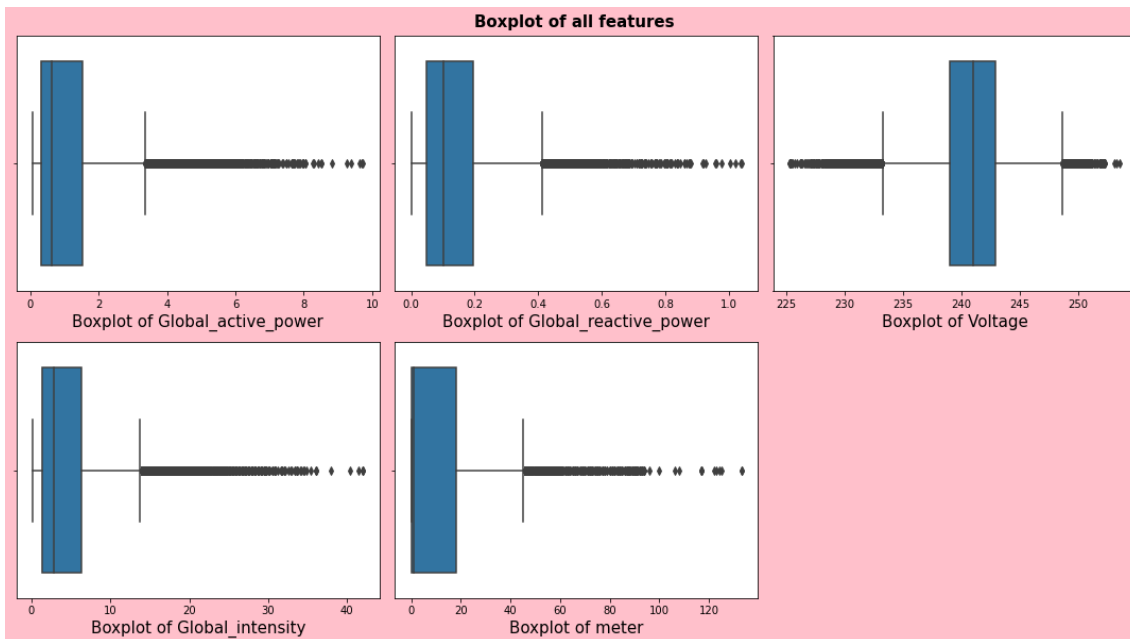 Boxplot of all features
0 2 4 6 8 10
Boxplot of Global_active_power
0.0 0.2 0.4 0.6 0.8 1.0
Boxplot of Global_reactive_power
225 230 235 240 245 250
Boxplot of Voltage
0 10 20 30 40
Boxplot of Global_intensity
0 20 40 60 80 100 120
Boxplot of meter